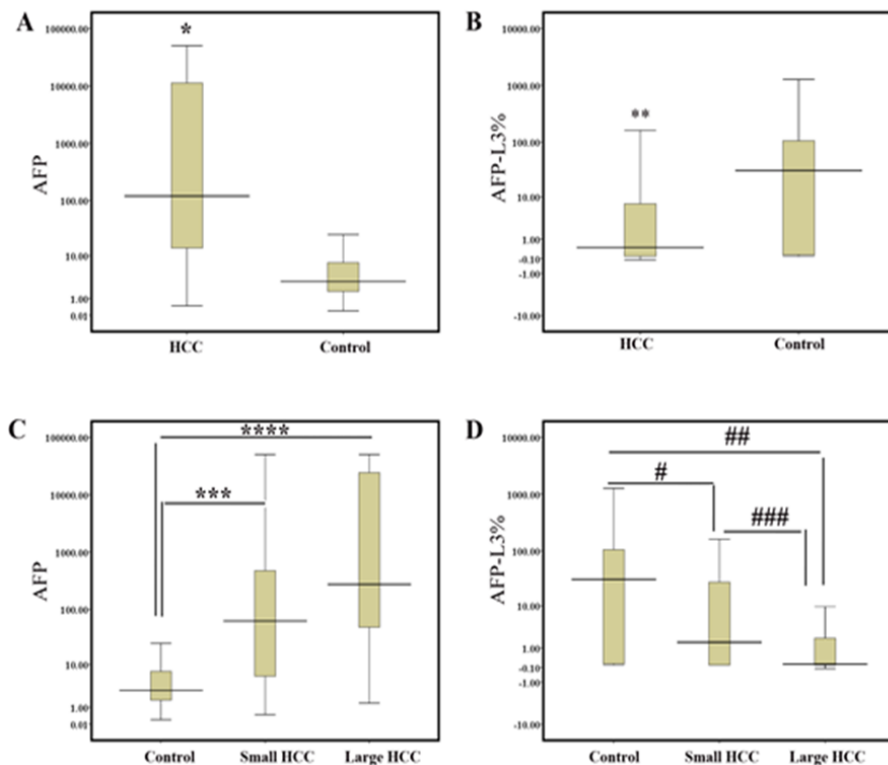 A
AFP
100000.00
10000.00
1000.00
100.00
10.00
1.00
0.01
*
HCC
Control
B
AFP-L3%
10000.00
1000.00
100.00
10.00
1.00
-0.10
-1.00
-10.00
**
HCC
Control
C
AFP
100000.00
10000.00
1000.00
100.00
10.00
1.00
0.01
****
***
Control
Small HCC
Large HCC
D
AFP-L3%
10000.00
1000.00
100.00
10.00
1.00
-0.10
-1.00
-10.00
##
#
###
Control
Small HCC
Large HCC